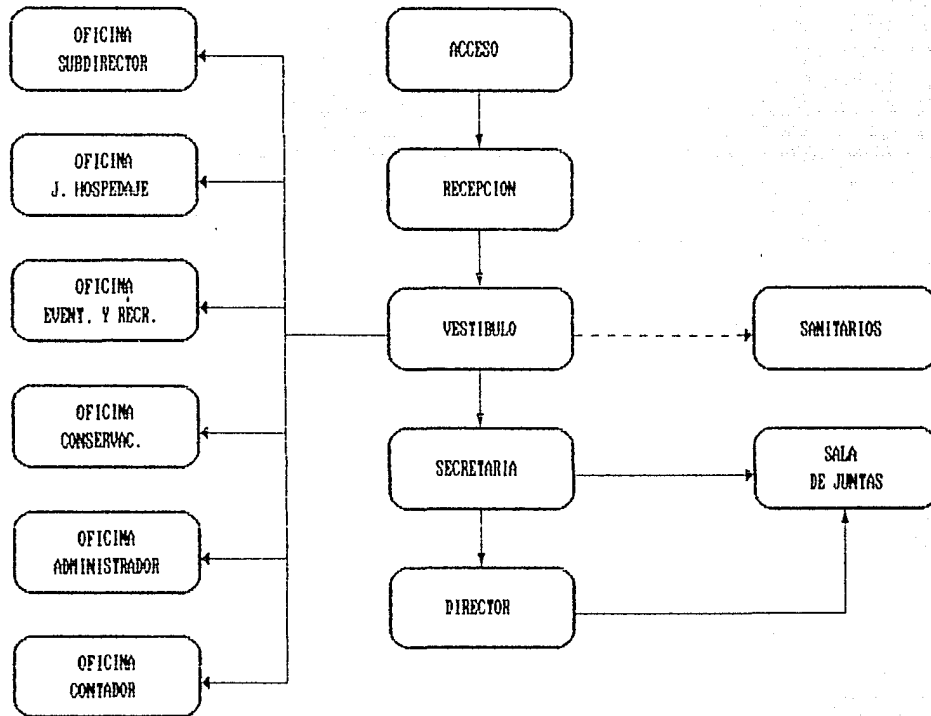 OFICINA
SUBDIRECTOR
ACCESO
OFICINA
J. HOSPEDAJE
RECEPCION
OFICINA
EVENT. Y RECR.
VESTIBULO
SANITARIOS
OFICINA
CONSERVAC.
SECRETARIA
SALA
DE JUNTAS
OFICINA
ADMINISTRADOR
DIRECTOR
OFICINA
CONTADOR